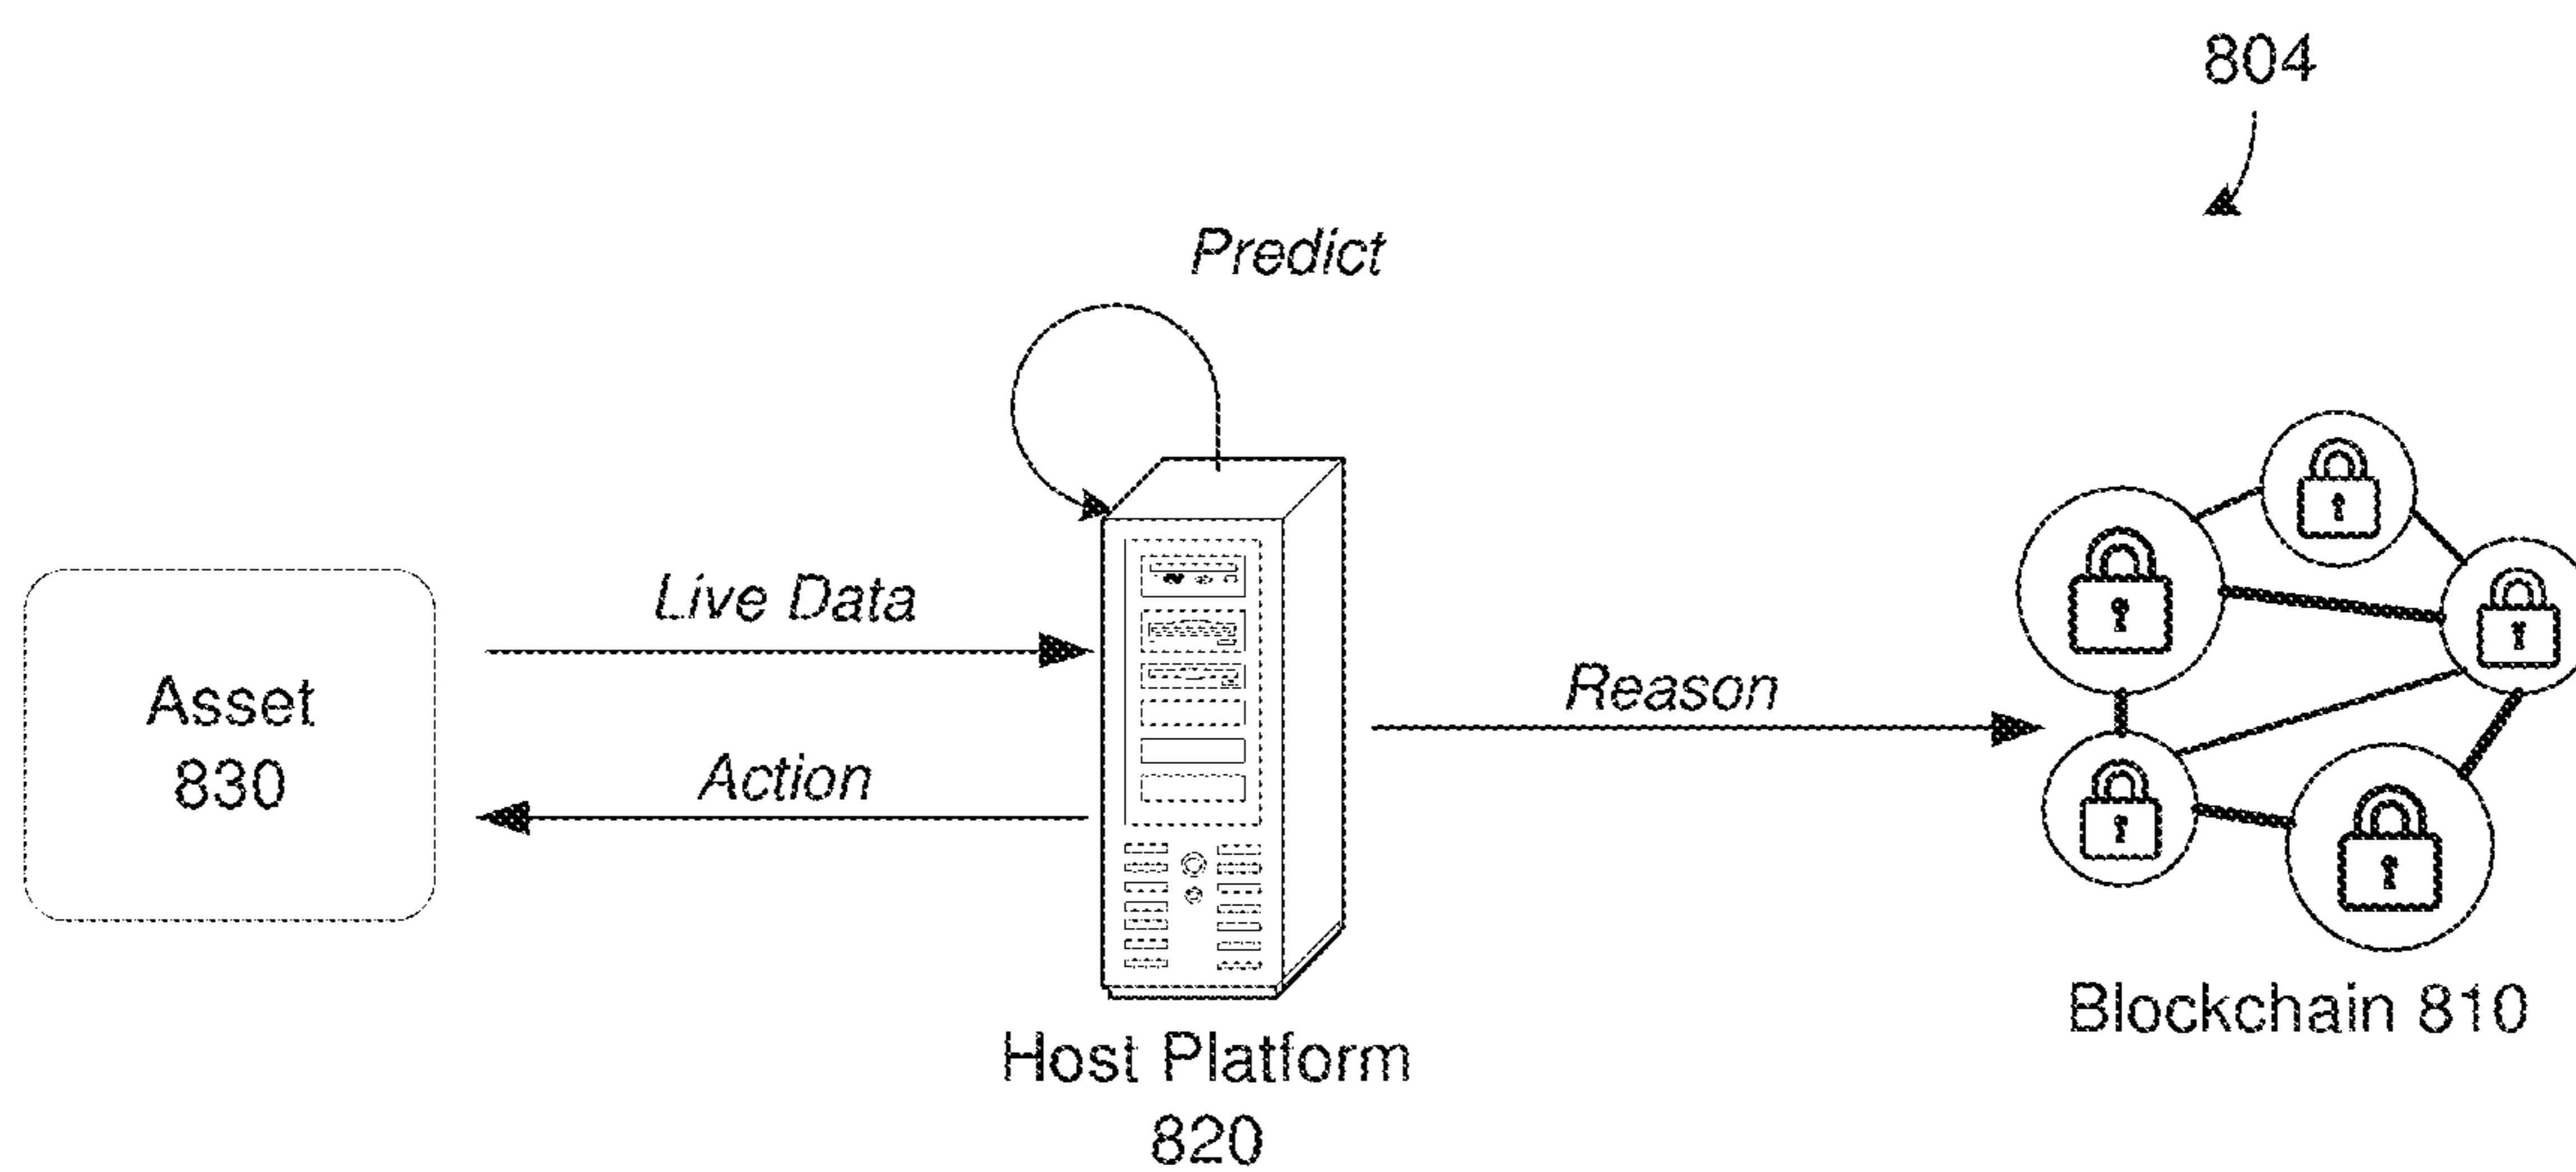 804
Predict
Live Data
Asset
830
Action
Reason
Blockchain 810
Host Platform
820